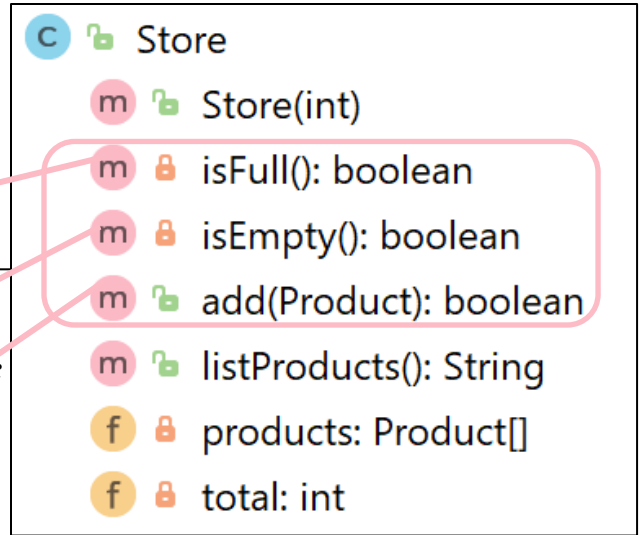 C Store
m Store(int)
m isFull(): boolean
m isEmpty(): boolean
m add(Product): boolean
m listProducts(): String
f products: Product[]
f total: int